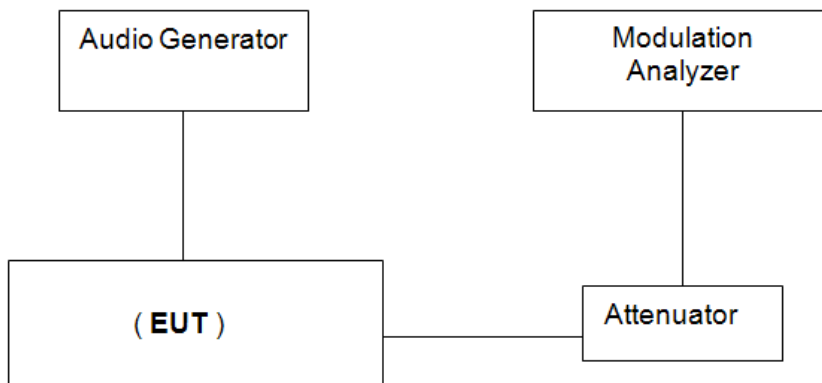 Audio Generator
Modulation
Analyzer
( EUT )
Attenuator